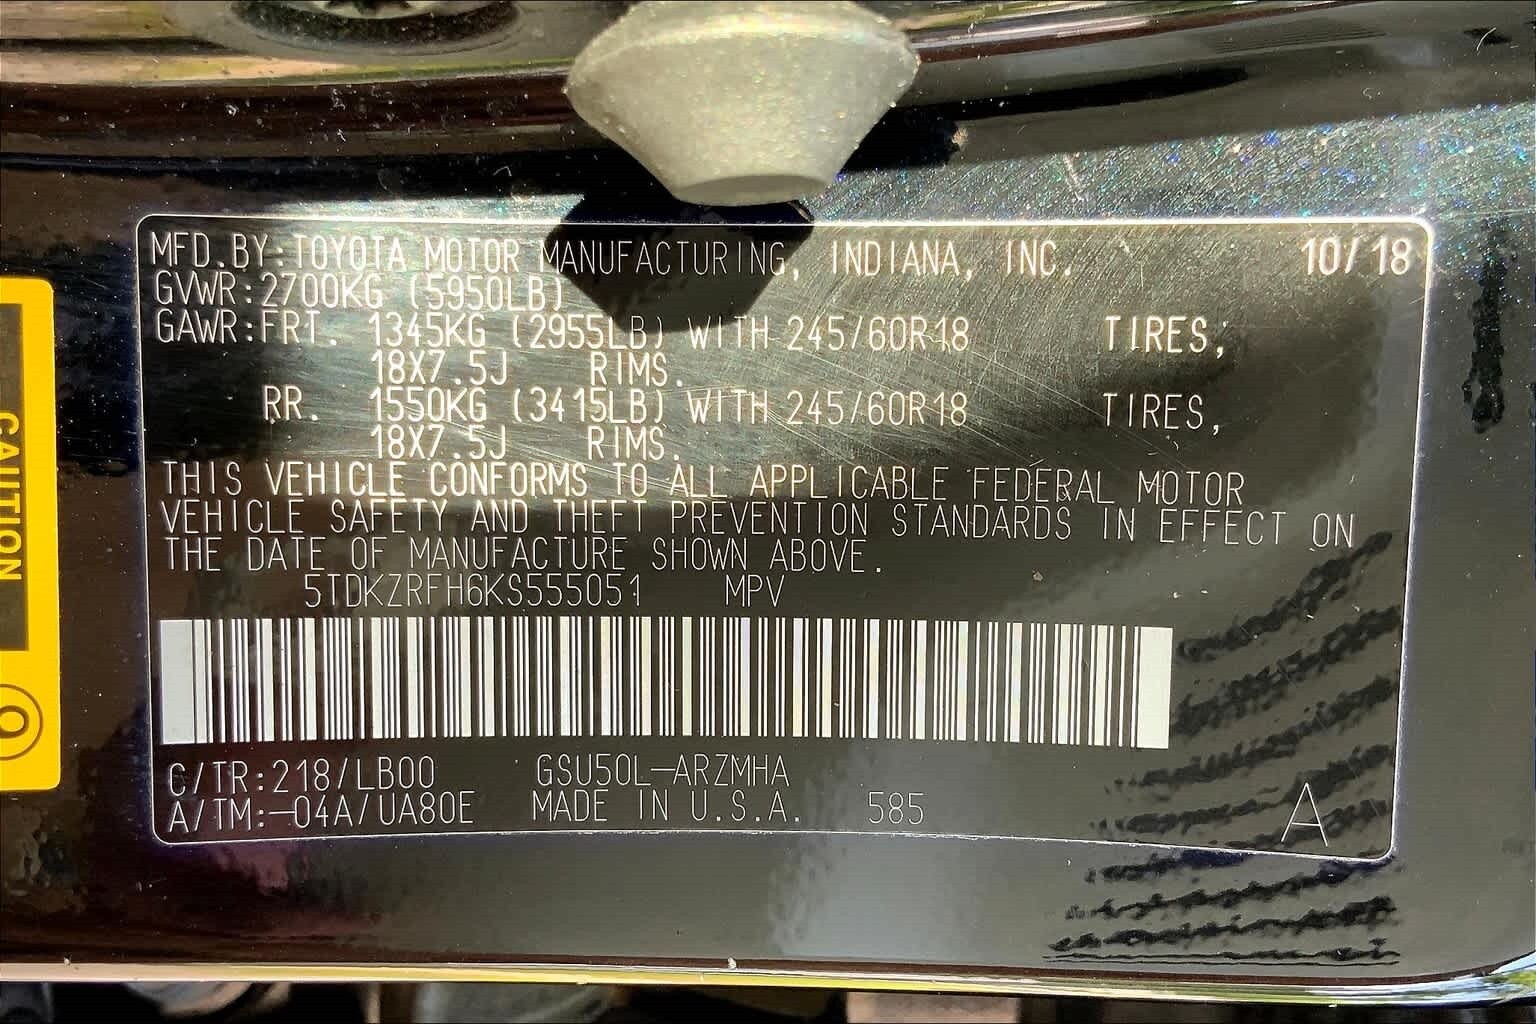 MFD.BY:TOYOTA MOTOR MANUFACTURING, INDIANA, INC. 10/18
GVWR:2700KG (5950LB)
GAWR:FRT. 1345KG (2955LB) WITH 245/60R18 TIRES,
18X7.5J RIMS.
RR. 1550KG (3415LB) WITH 245/60R18 TIRES,
18X7.5J RIMS.
THIS VEHICLE CONFORMS TO ALL APPLICABLE FEDERAL MOTOR
VEHICLE SAFETY AND THEFT PREVENTION STANDARDS IN EFFECT ON
THE DATE OF MANUFACTURE SHOWN ABOVE.
5TDKZRFH6KS555051 MPV
C/TR:218/LB00 GSU50L-ARZMHA
A/TM:-04A/UA80E MADE IN U.S.A. 585 A
CAUTION